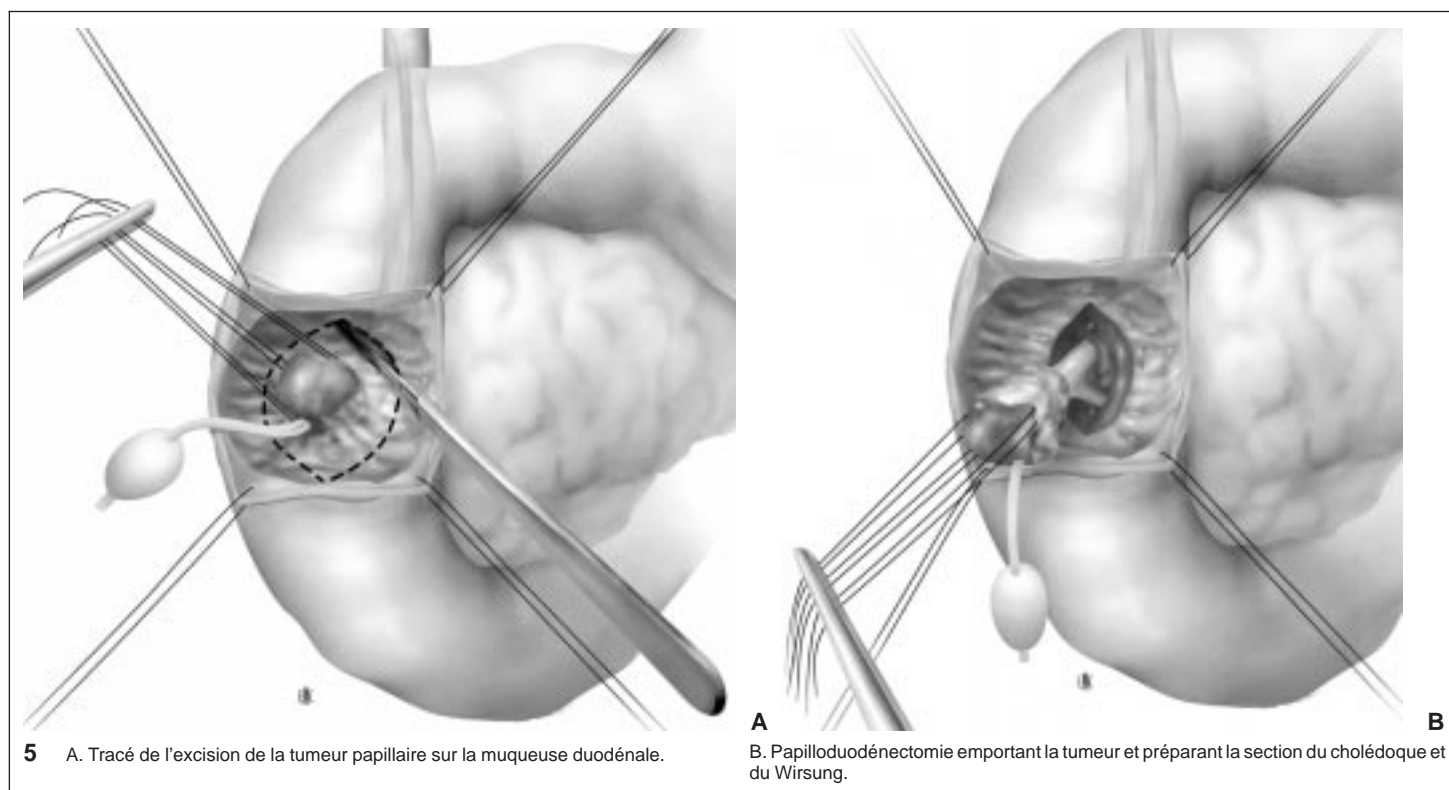 A
B
5 A. Tracé de l'excision de la tumeur papillaire sur la muqueuse duodénale.
B. Papilloduodénectomie emportant la tumeur et préparant la section du cholédoque et
du Wirsung.